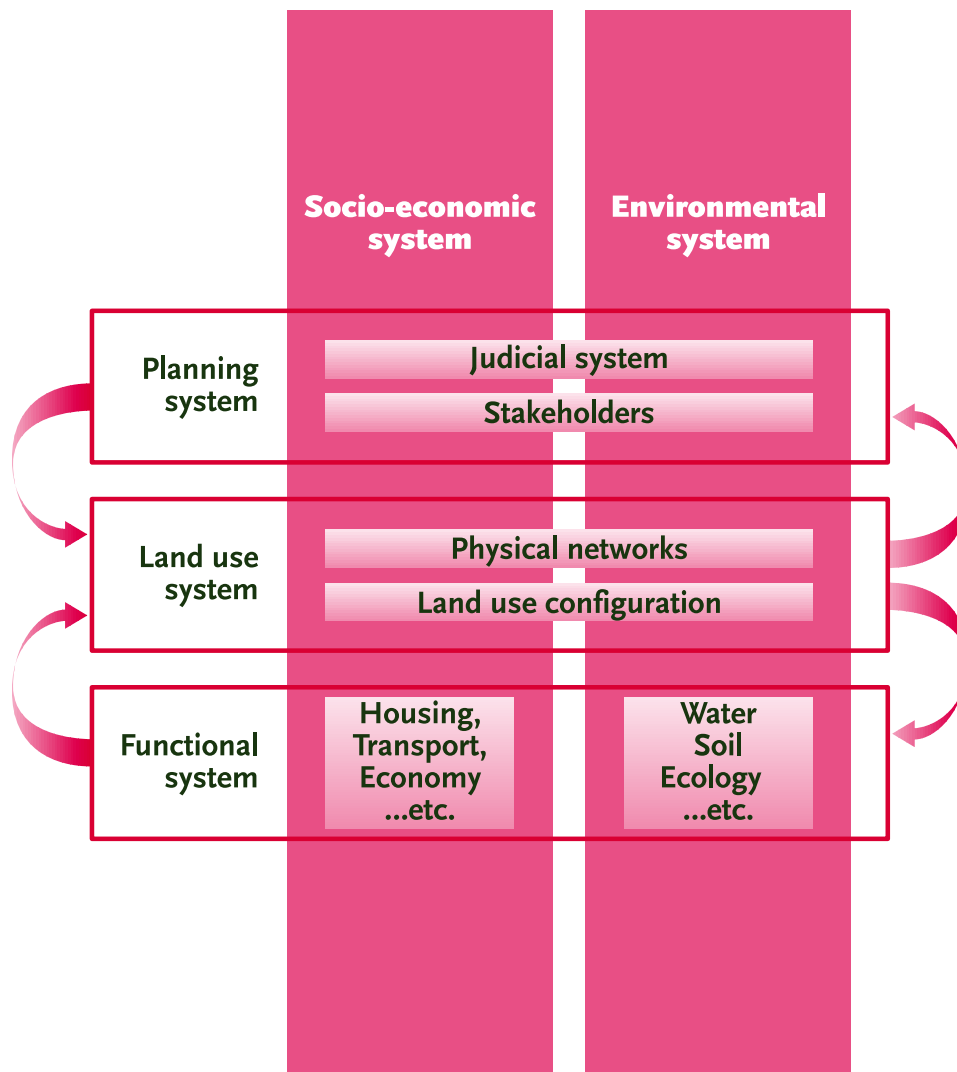 Socio-economic
system
Environmental
system
Planning
system
Judicial system
Stakeholders
Land use
system
Physical networks
Land use configuration
Functional
system
Housing,
Transport,
Economy
...etc.
Water
Soil
Ecology
...etc.